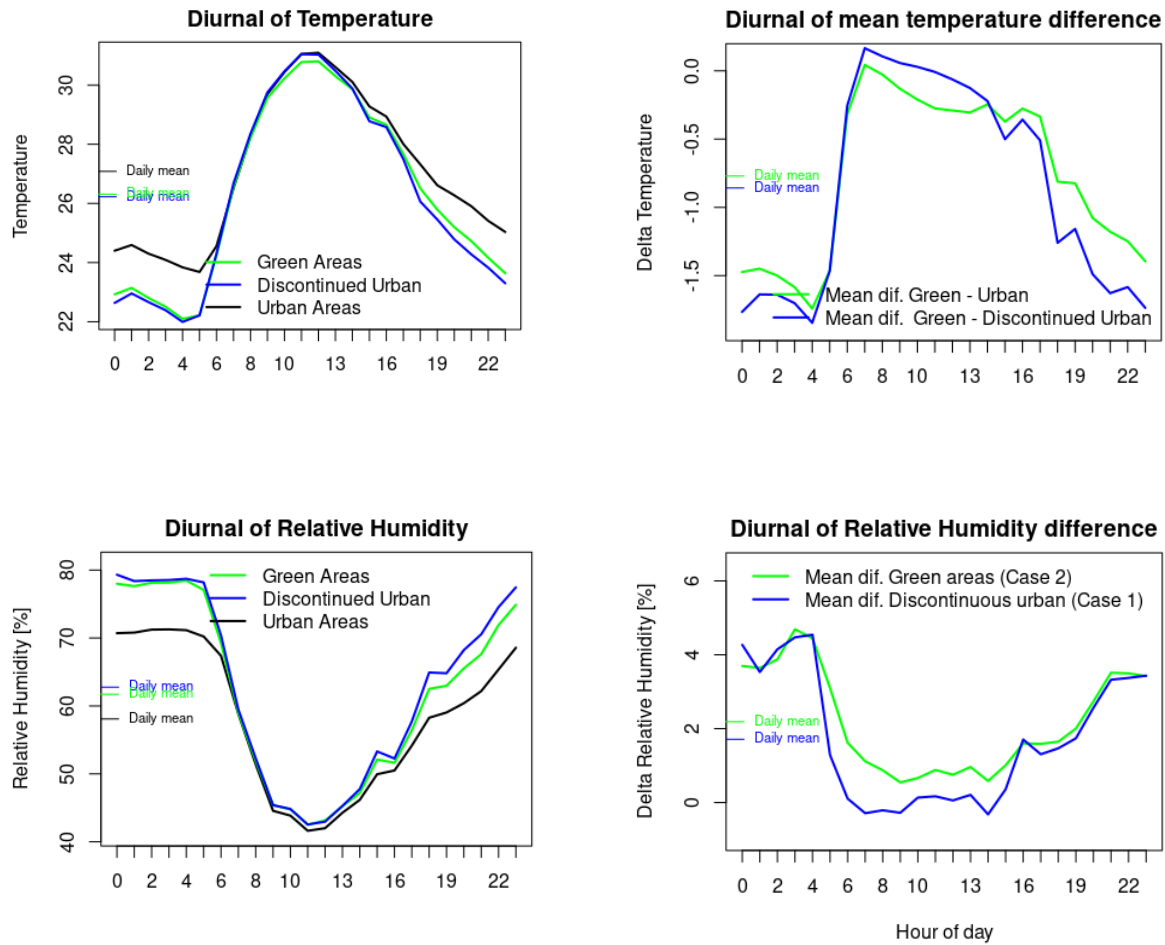 Diurnal of Temperature
Temperature
30
28
26
24
22
Daily mean
Daily mean
Daily mean
Green Areas
Discontinued Urban
Urban Areas
0 2 4 6 8 10 13 16 19 22
Diurnal of mean temperature difference
Delta Temperature
0.0
-0.5
-1.0
-1.5
Daily mean
Daily mean
Mean dif. Green - Urban
Mean dif. Green - Discontinued Urban
0 2 4 6 8 10 13 16 19 22
Diurnal of Relative Humidity
Relative Humidity [%]
80
70
60
50
40
Daily mean
Daily mean
Daily mean
Green Areas
Discontinued Urban
Urban Areas
0 2 4 6 8 10 13 16 19 22
Diurnal of Relative Humidity difference
Delta Relative Humidity [%]
6
4
2
0
Daily mean
Daily mean
Mean dif. Green areas (Case 2)
Mean dif. Discontinuous urban (Case 1)
0 2 4 6 8 10 13 16 19 22
Hour of day